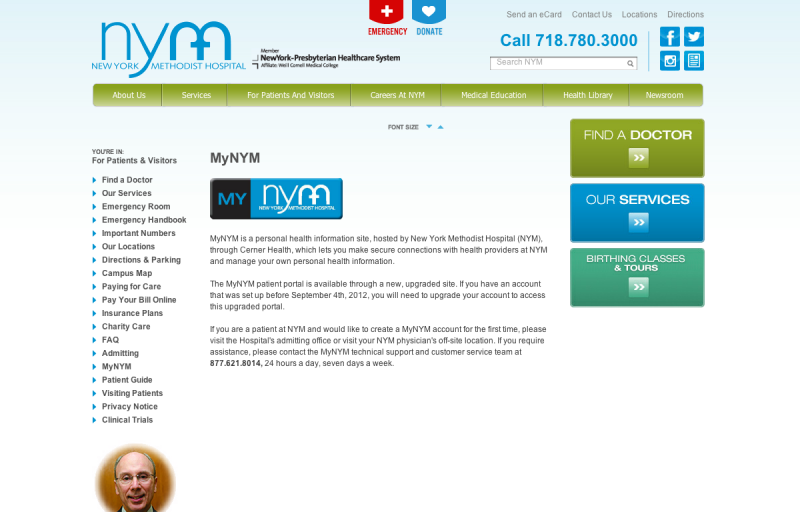 EMERGENCY
DONATE
Send an eCard Contact Us Locations Directions
nym
NEW YORK METHODIST HOSPITAL
Member
NewYork-Presbyterian Healthcare System
Affiliate: Weill Cornell Medical College
Call 718.780.3000
Search NYM
About Us Services For Patients And Visitors Careers At NYM Medical Education Health Library Newsroom
FONT SIZE
YOU'RE IN:
For Patients & Visitors
Find a Doctor
Our Services
Emergency Room
Emergency Handbook
Important Numbers
Our Locations
Directions & Parking
Campus Map
Paying for Care
Pay Your Bill Online
Insurance Plans
Charity Care
FAQ
Admitting
MyNYM
Patient Guide
Visiting Patients
Privacy Notice
Clinical Trials
MyNYM
MY nym
NEW YORK METHODIST HOSPITAL
MyNYM is a personal health information site, hosted by New York Methodist Hospital (NYM),
through Cerner Health, which lets you make secure connections with health providers at NYM
and manage your own personal health information.
The MyNYM patient portal is available through a new, upgraded site. If you have an account
that was set up before September 4th, 2012, you will need to upgrade your account to access
this upgraded portal.
If you are a patient at NYM and would like to create a MyNYM account for the first time, please
visit the Hospital's admitting office or visit your NYM physician's off-site location. If you require
assistance, please contact the MyNYM technical support and customer service team at
877.621.8014, 24 hours a day, seven days a week.
FIND A DOCTOR
OUR SERVICES
BIRTHING CLASSES
& TOURS